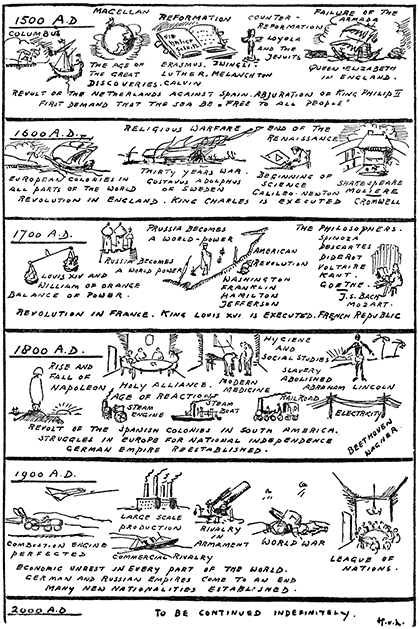 1500 A.D
MAGELLAN
REFORMATION
COUNTER-
REFORMATION
FAILURE OF THE
ARMADA
COLUMBUS
LOYOLA
AND THE
JESUITS
THE AGE OF
THE GREAT
DISCOVERIES.
ERASMUS. ZWINGLI-
LUTHER. MELANCHTON
CALVIN
QUEEN ELIZABETH
IN ENGLAND.
REVOLT OF THE NETHERLANDS AGAINST SPAIN. ABJURATION OF KING PHILIP II
FIRST DEMAND THAT THE SEA BE "FREE TO ALL PEOPLE"
1600 A.D.
RELIGIOUS WARFARE
END OF THE
RENAISSANCE
EUROPEAN COLONIES IN
ALL PARTS OF THE WORLD
THIRTY YEARS WAR.
GUSTAVUS ADOLPHUS
OF SWEDEN
BEGINNING OF
SCIENCE
GALILEO-NEWTON
SHAKESPEARE
MOLIERE
CROMWELL
REVOLUTION IN ENGLAND. KING CHARLES IS EXECUTED
1700 A.D.
PRUSSIA BECOMES
A WORLD-POWER
RUSSIA BECOMES
A WORLD POWER
AMERICAN
REVOLUTION
THE PHILOSOPHERS.
SPINOZA
DESCARTES
DIDEROT
VOLTAIRE
KANT.
GOETHE.
J.S. BACH
MOZART.
LOUIS XIV AND
WILLIAM OF ORANGE
BALANCE OF POWER.
WASHINGTON
FRANKLIN
HAMILTON
JEFFERSON
REVOLUTION IN FRANCE. KING LOUIS XVI IS EXECUTED. FRENCH REPUBLIC
1800 A.D.
HYGIENE
AND
SOCIAL STUDIES
RISE AND
FALL OF
NAPOLEON
HOLY ALLIANCE.
AGE OF REACTION
MODERN
MEDICINE
SLAVERY
ABOLISHED
ABRAHAM LINCOLN
STEAM
ENGINE
STEAM
BOAT
RAILROAD
ELECTRICITY
REVOLT OF THE SPANISH COLONIES IN SOUTH AMERICA.
STRUGGLES IN EUROPE FOR NATIONAL INDEPENDENCE
GERMAN EMPIRE REESTABLISHED.
BEETHOVEN
WAGNER.
1900 A.D.
LARGE SCALE
PRODUCTION
RIVALRY
IN
ARMAMENT
COMBUSTION ENGINE
PERFECTED
COMMERCIAL RIVALRY
WORLD WAR
LEAGUE OF
NATIONS.
ECONOMIC UNREST IN EVERY PART OF THE WORLD.
GERMAN AND RUSSIAN EMPIRES COME TO AN END
MANY NEW NATIONALITIES ESTABLISHED.
2000 A.D
TO BE CONTINUED INDEFINITELY.
H.v.L.